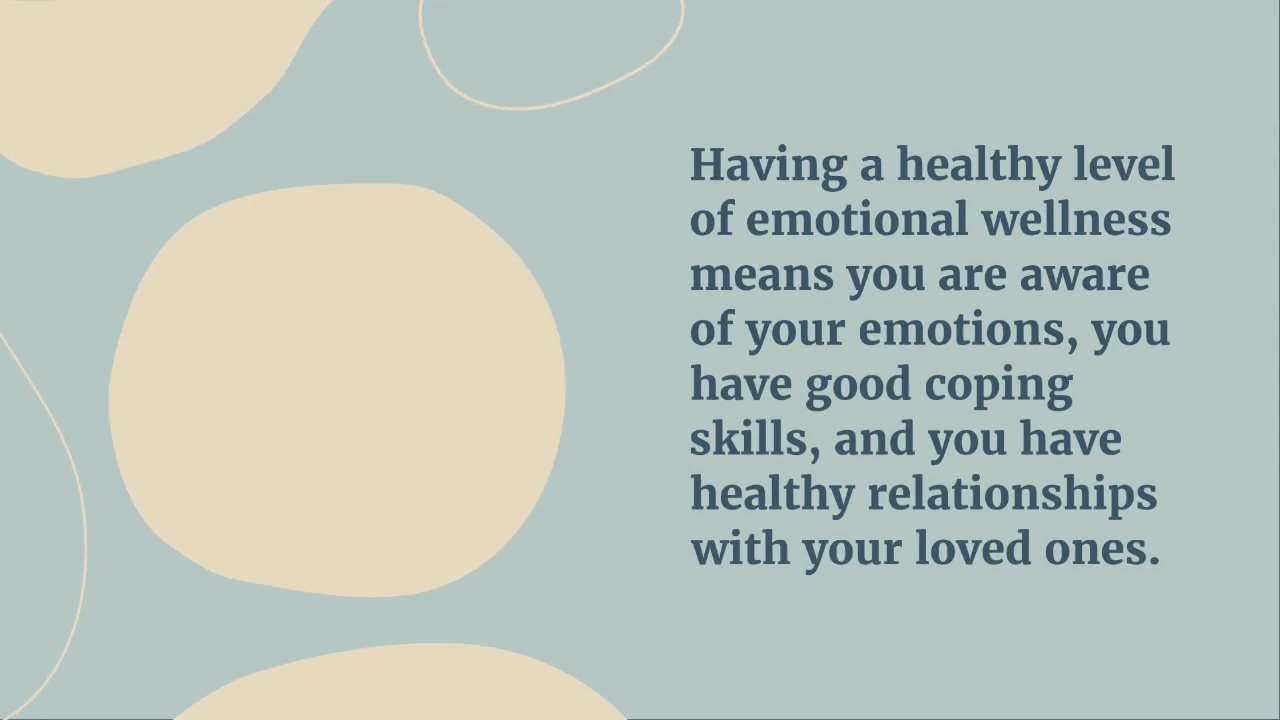 Having a healthy level
of emotional wellness
means you are aware
of your emotions, you
have good coping
skills, and you have
healthy relationships
with your loved ones.